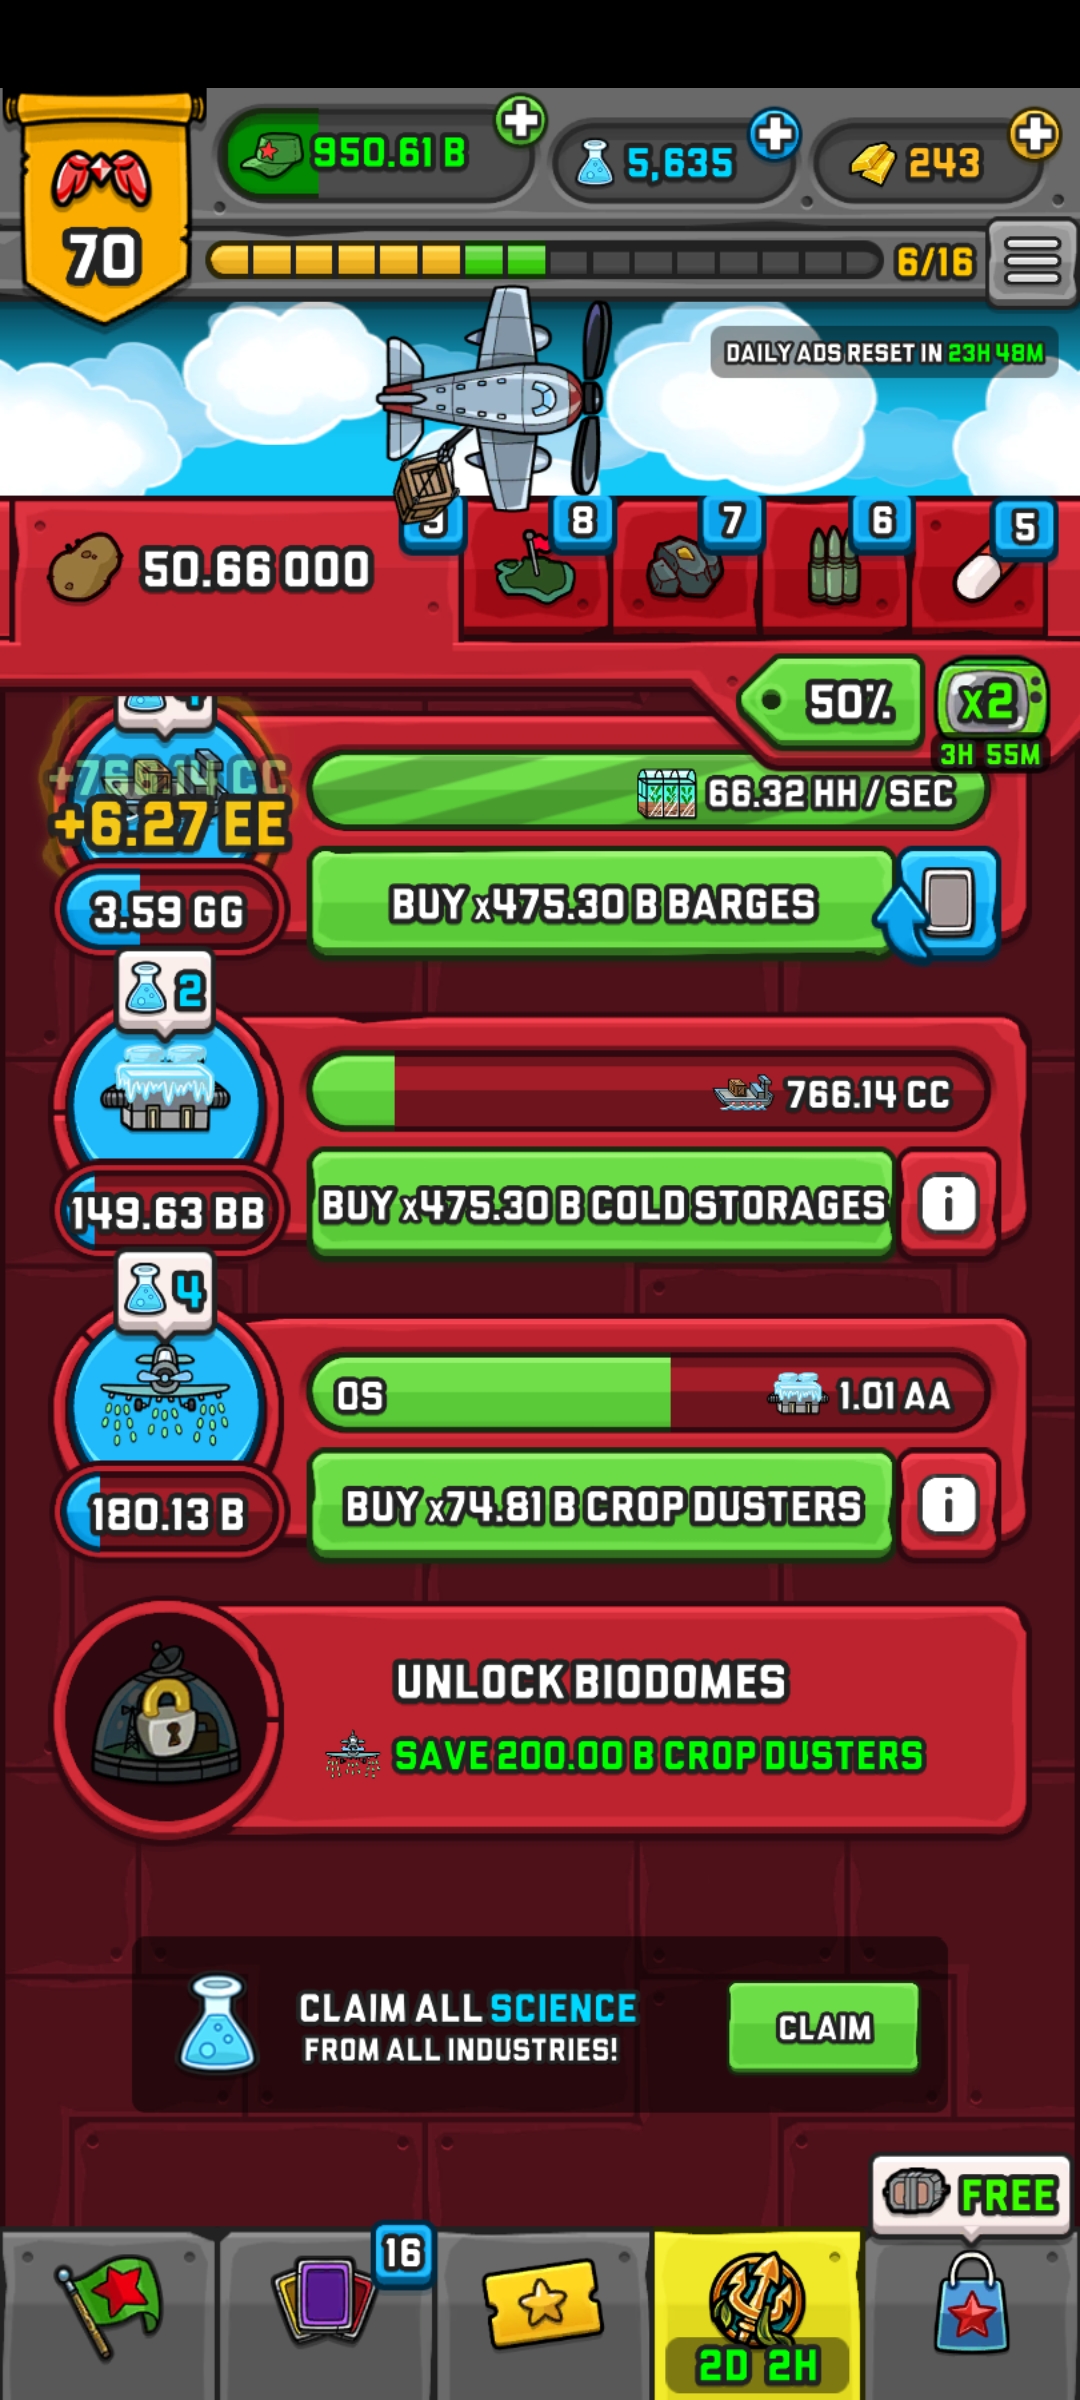 950.61 B
5,635
243
70
6/16
DAILY ADS RESET IN 23H 48M
50.66 000
8
7
6
5
50%
x2
3H 55M
+766.14 CC
+6.27 EE
66.32 HH / SEC
3.59 GG
BUY x475.30 B BARGES
2
766.14 CC
149.63 BB
BUY x475.30 B COLD STORAGES
4
0S
1.01 AA
180.13 B
BUY x74.81 B CROP DUSTERS
UNLOCK BIODOMES
SAVE 200.00 B CROP DUSTERS
CLAIM ALL SCIENCE
FROM ALL INDUSTRIES!
CLAIM
FREE
16
2D 2H